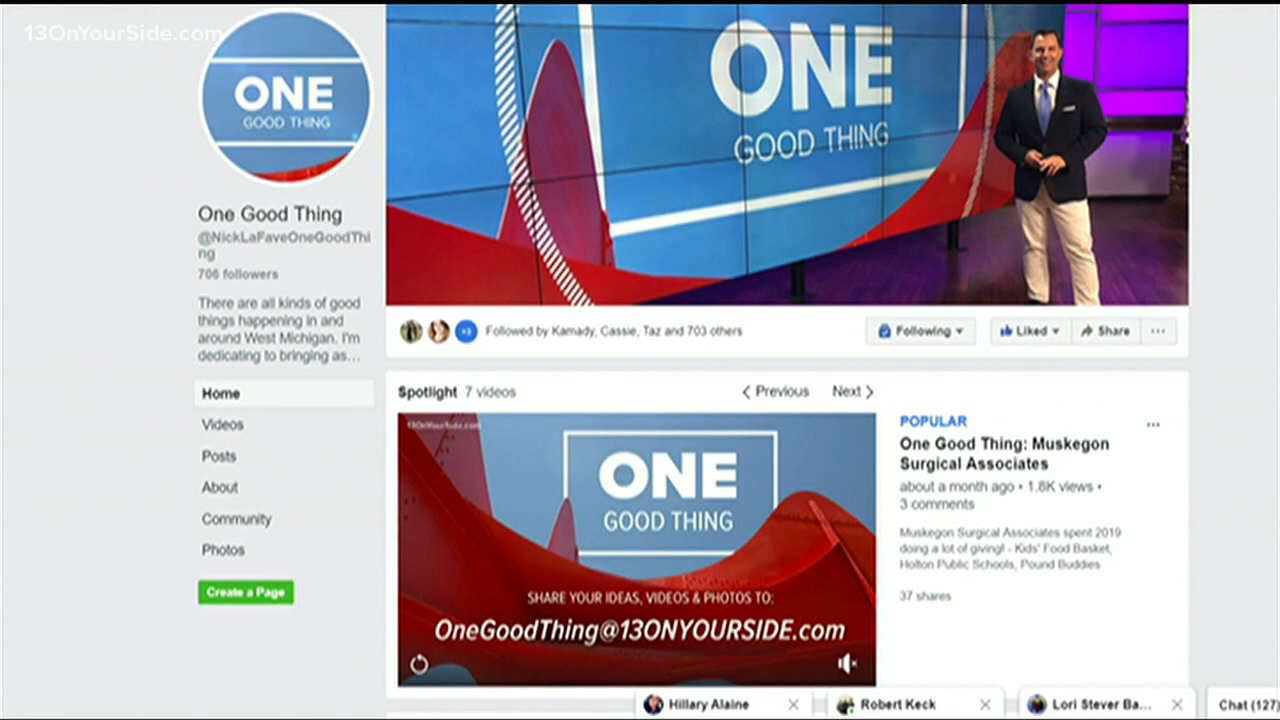 13OnYourSide.com
ONE
GOOD THING
ONE
GOOD THING
One Good Thing
@NickLaFaveOneGoodThi
ng
706 followers
There are all kinds of good
things happening in and
around West Michigan. I'm
dedicating to bringing as...
Home
Videos
Posts
About
Community
Photos
Create a Page
+3
Followed by Kamady, Cassie, Taz and 703 others
Following
Liked
Share
...
Spotlight 7 videos
Previous
Next
13OnYourSide.com
ONE
GOOD THING
SHARE YOUR IDEAS, VIDEOS & PHOTOS TO:
OneGoodThing@13ONYOURSIDE.com
POPULAR
...
One Good Thing: Muskegon
Surgical Associates
about a month ago • 1.8K views •
3 comments
Muskegon Surgical Associates spent 2019
doing a lot of giving! - Kids' Food Basket,
Holton Public Schools, Pound Buddies
37 shares
Hillary Alaine
Robert Keck
Lori Stever Ba...
Chat (127)